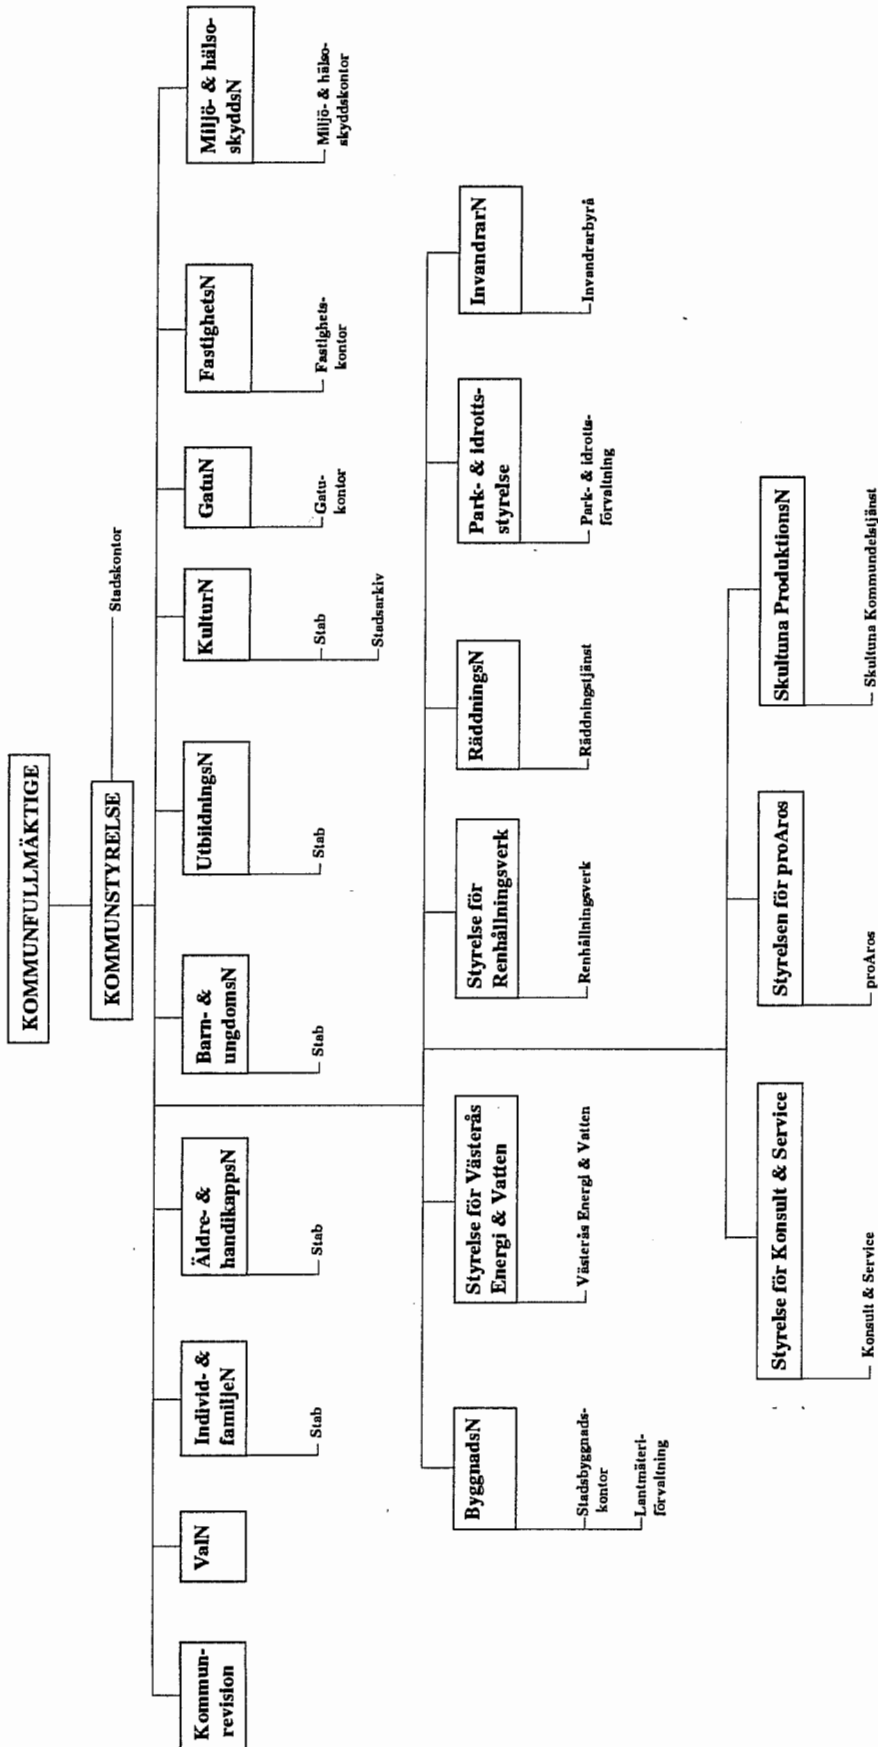 KOMMUNFULLMÄKTIGE
KOMMUNSTYRELSE
Stadskontor
Kommun-
revision
ValN
Individ- &
familjeN
Stab
Äldre- &
handikappsN
Stab
Barn- &
ungdomsN
Stab
UtbildningsN
Stab
KulturN
Stab
Stadsarkiv
GatuN
Gatu-
kontor
FastighetsN
Fastighets-
kontor
Miljö- & hälso-
skyddsN
Miljö- & hälso-
skyddskontor
ByggnadsN
Stadsbyggnads-
kontor
Lantmäteri-
förvaltning
Styrelse för Västerås
Energi & Vatten
Västerås Energi & Vatten
Styrelse för
Renhållningsverk
Renhållningsverk
RäddningsN
Räddningstjänst
Park- & idrotts-
styrelse
Park- & idrotts-
förvaltning
InvandrarN
Invandrarbyrå
Styrelse för Konsult & Service
Konsult & Service
Styrelsen för proAros
proAros
Skultuna ProduktionsN
Skultuna Kommundelstjänst